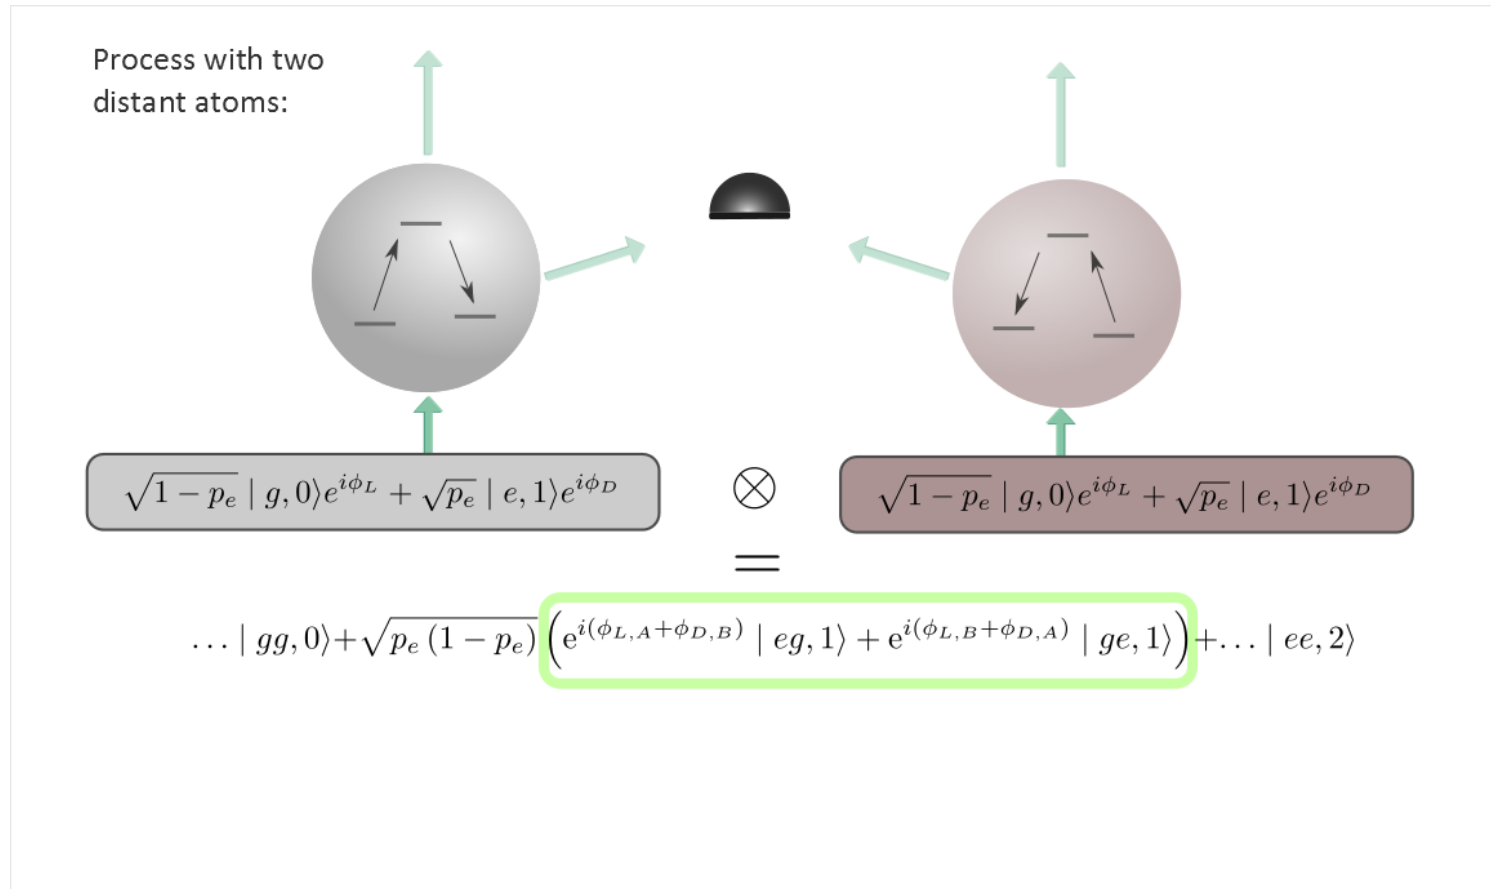 Process with two
distant atoms:
√(1 − p_e) | g, 0⟩e^{iϕ_L} + √(p_e) | e, 1⟩e^{iϕ_D}
⊗
√(1 − p_e) | g, 0⟩e^{iϕ_L} + √(p_e) | e, 1⟩e^{iϕ_D}
=
… | gg, 0⟩+√(p_e (1 − p_e)) (e^{i(ϕ_{L,A}+ϕ_{D,B})} | eg, 1⟩ + e^{i(ϕ_{L,B}+ϕ_{D,A})} | ge, 1⟩)+… | ee, 2⟩